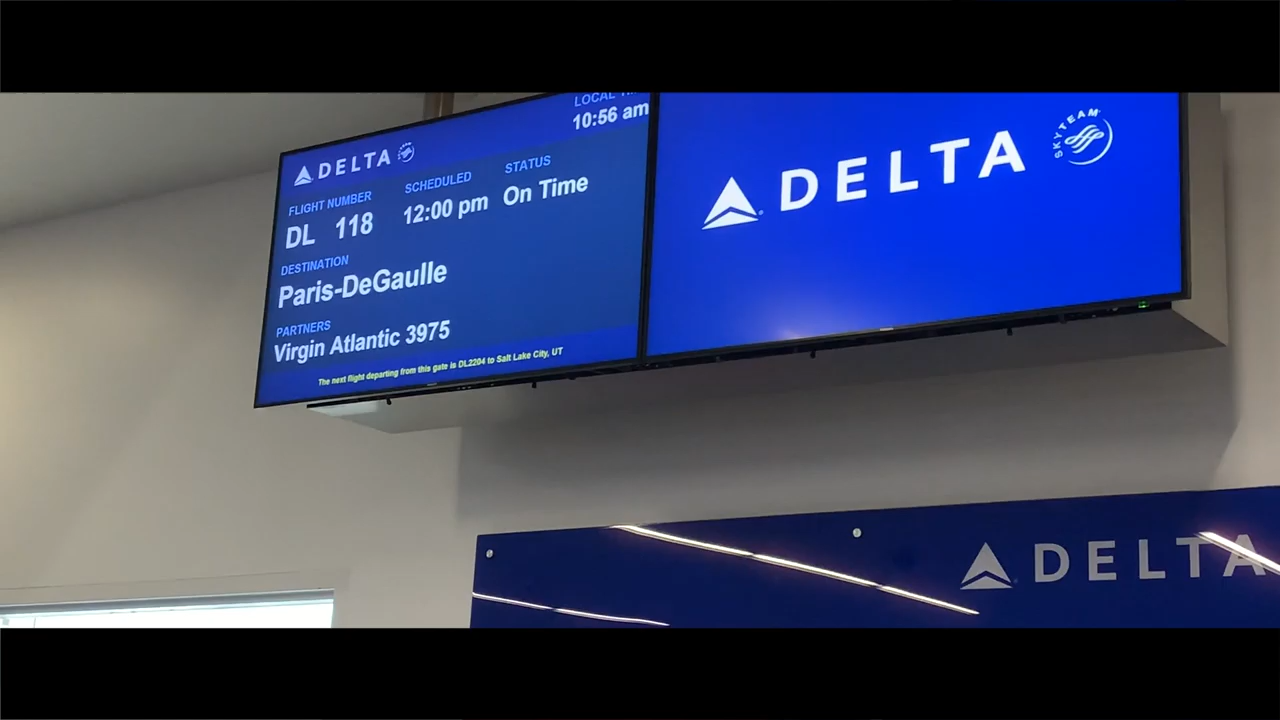 LOCAL
10:56 am
DELTA
FLIGHT NUMBER SCHEDULED STATUS
DL 118 12:00 pm On Time
DESTINATION
Paris-DeGaulle
PARTNERS
Virgin Atlantic 3975
The next flight departing from this gate is DL2204 to Salt Lake City, UT
DELTA
SKYTEAM
DELTA